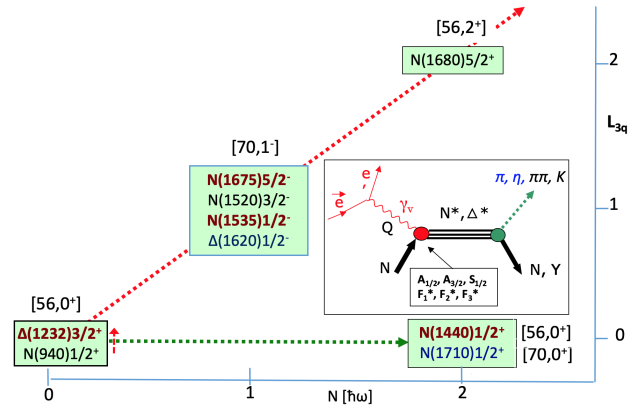 [56,2⁺]
N(1680)5/2⁺
2
L₃q
[70,1⁻]
N(1675)5/2⁻
N(1520)3/2⁻
N(1535)1/2⁻
Δ(1620)1/2⁻
e
'
e
γᵥ
Q
N*, Δ*
π, η, ππ, K
N
N, Y
A₁/₂, A₃/₂, S₁/₂
F₁*, F₂*, F₃*
1
[56,0⁺]
Δ(1232)3/2⁺
N(940)1/2⁺
N(1440)1/2⁺ [56,0⁺]
N(1710)1/2⁺ [70,0⁺]
0
0
1
2
N [ħω]